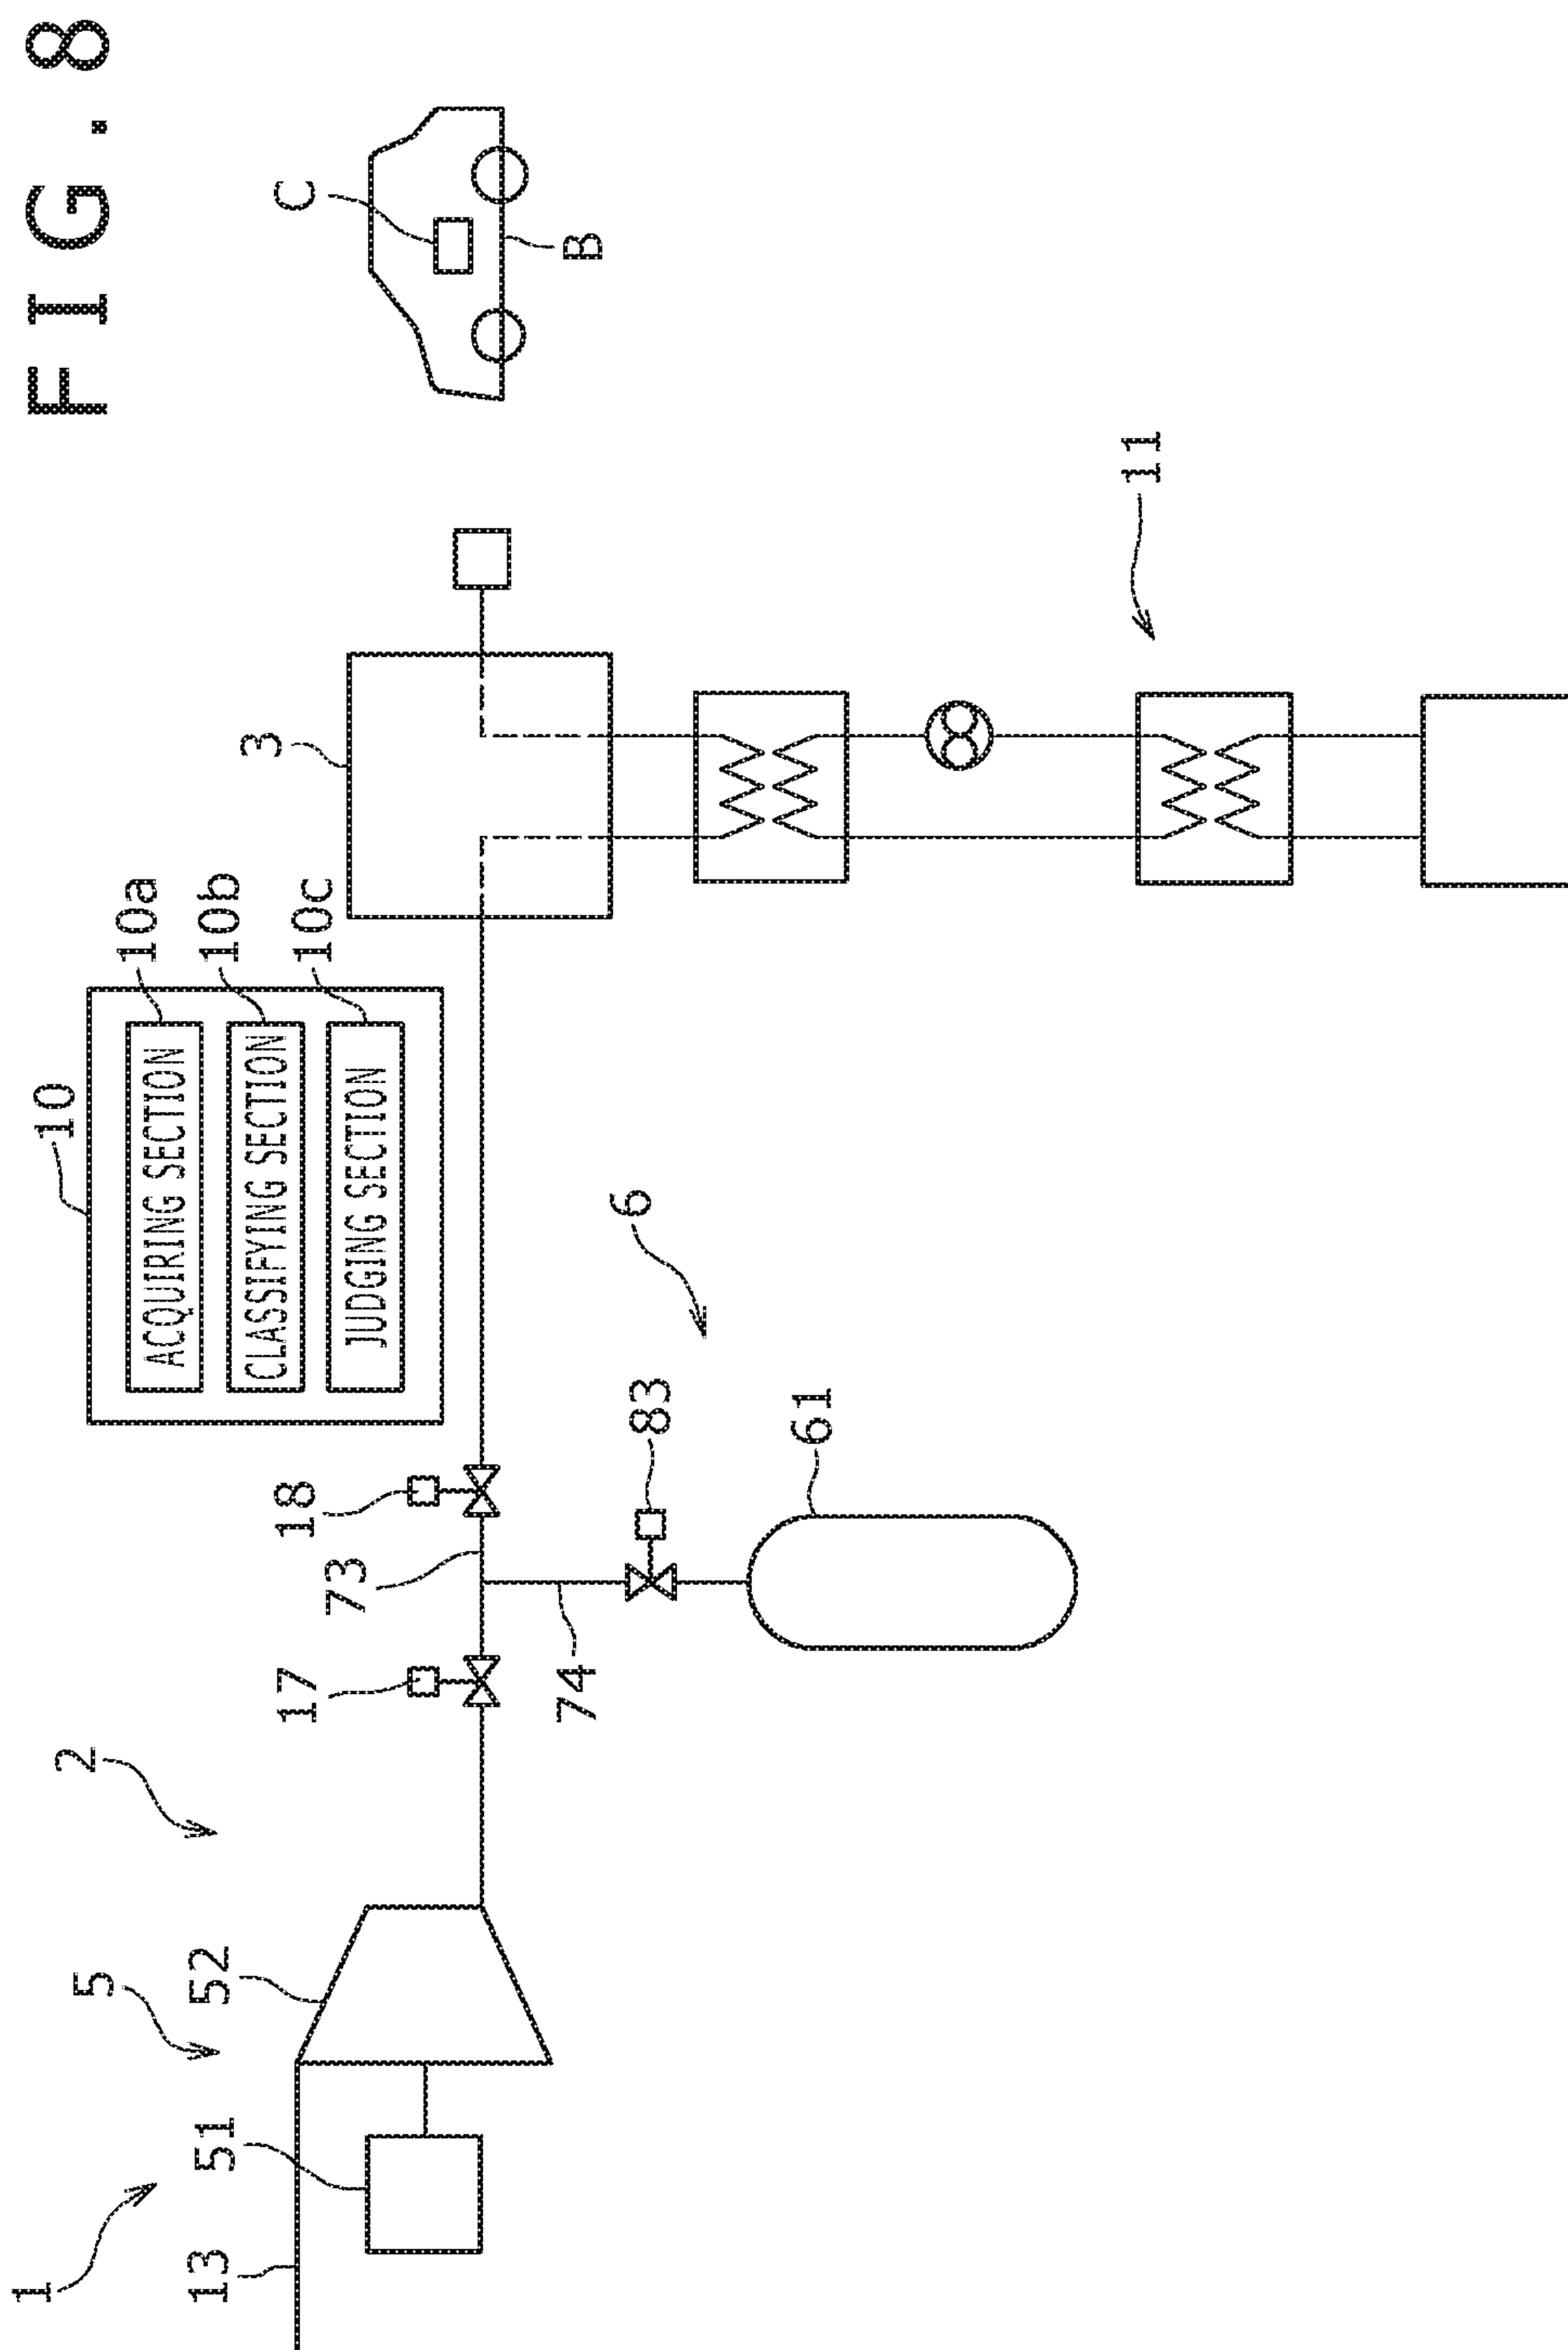 FIG. 8
10
10a
ACQUIRING SECTION
10b
CLASSIFYING SECTION
10c
JUDGING SECTION
C
B
3
1
2
5
13
51
52
17
73
18
74
83
6
61
11